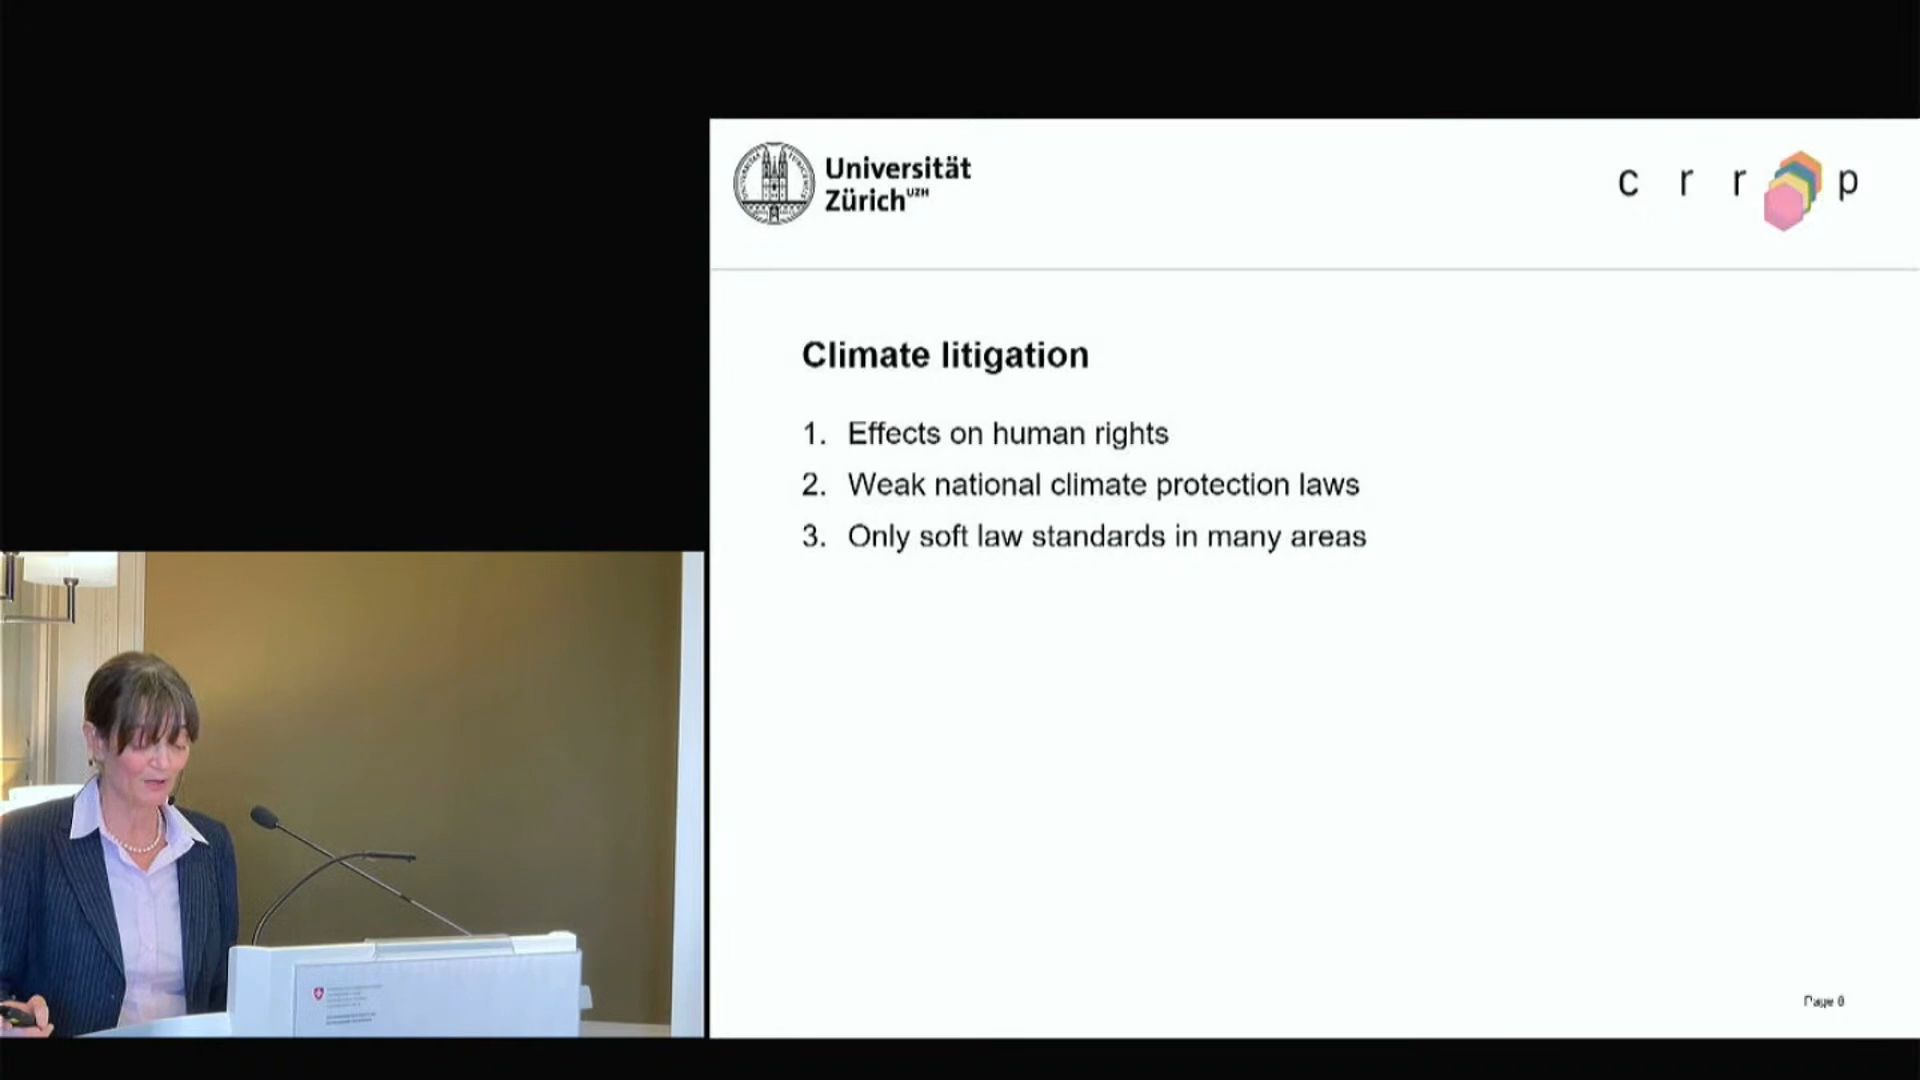 Universität
Zürich UZH
c r r p
Climate litigation
1. Effects on human rights
2. Weak national climate protection laws
3. Only soft law standards in many areas
Page